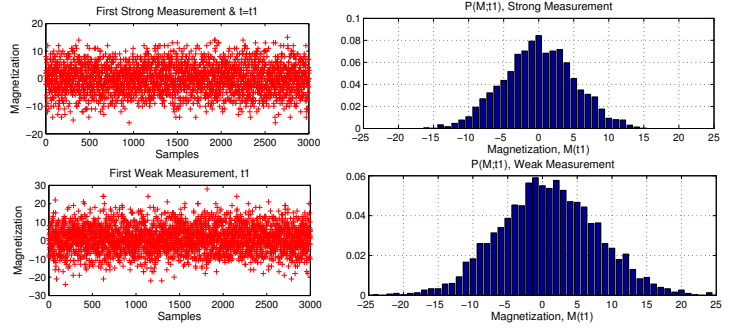 First Strong Measurement & t=t1
Magnetization
20
10
0
−10
−20
0 500 1000 1500 2000 2500 3000
Samples
P(M;t1), Strong Measurement
0.1
0.08
0.06
0.04
0.02
0
−25 −20 −15 −10 −5 0 5 10 15 20 25
Magnetization, M(t1)
First Weak Measurement, t1
Magnetization
30
20
10
0
−10
−20
−30
0 500 1000 1500 2000 2500 3000
Samples
P(M;t1), Weak Measurement
0.06
0.04
0.02
0
−25 −20 −15 −10 −5 0 5 10 15 20 25
Magnetization, M(t1)